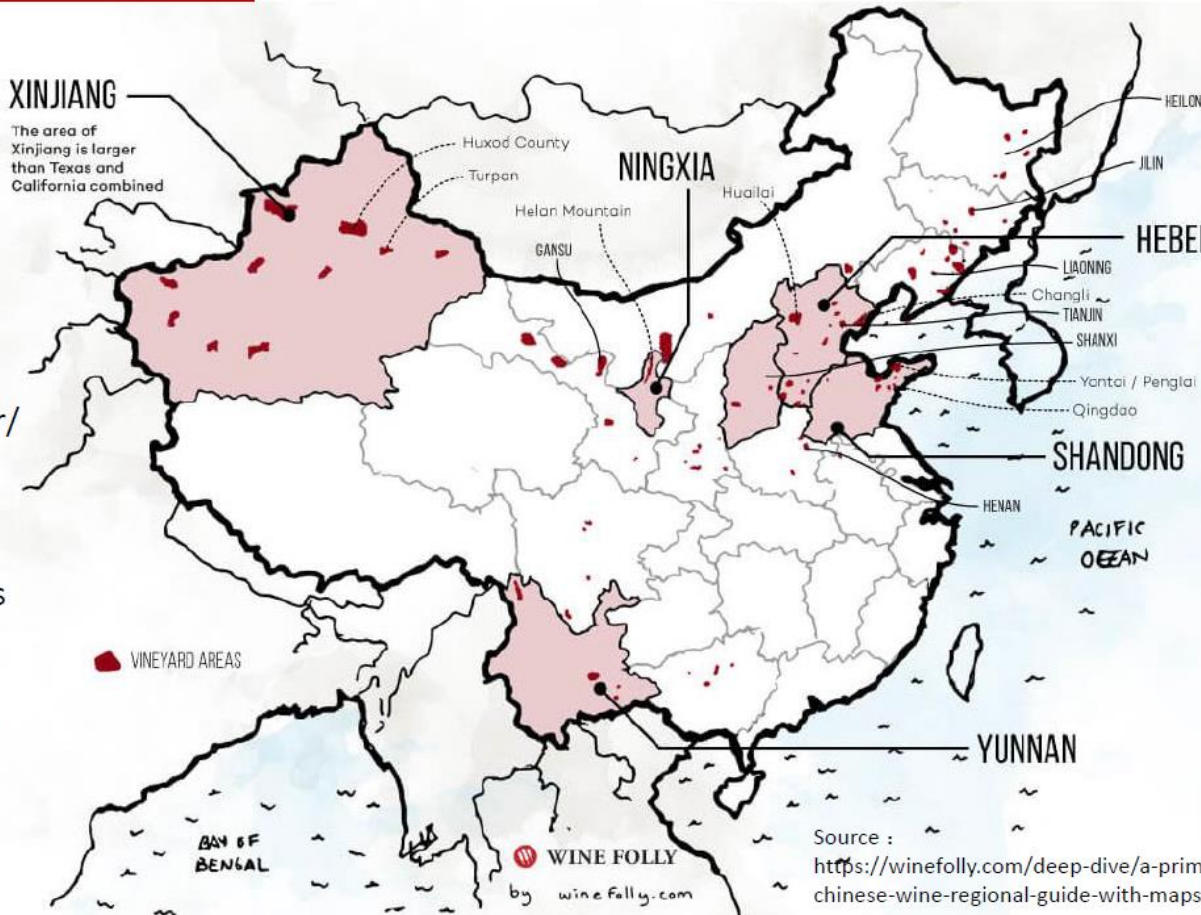 XINJIANG
The area of
Xinjiang is larger
than Texas and
California combined
Huxod County
Turpan
Helan Mountain
GANSU
NINGXIA
Huailai
HEILON
JILIN
HEBEI
LIAONING
Changli
TIANJIN
SHANXI
Yantai / Penglai
Qingdao
SHANDONG
HENAN
PACIFIC
OCEAN
r/
s
VINEYARD AREAS
YUNNAN
BAY OF
BENGAL
WINE FOLLY
by winefolly.com
Source :
https://winefolly.com/deep-dive/a-prim
chinese-wine-regional-guide-with-maps